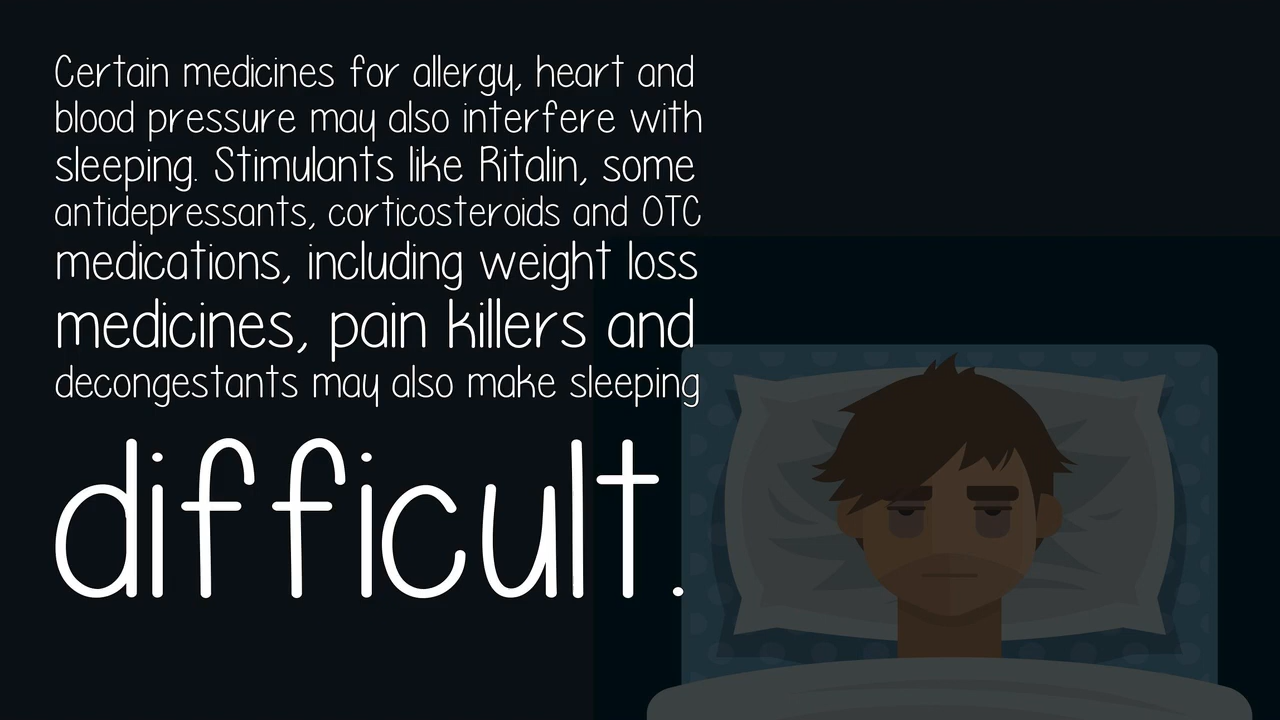 Certain medicines for allergy, heart and
blood pressure may also interfere with
sleeping. Stimulants like Ritalin, some
antidepressants, corticosteroids and OTC
medications, including weight loss
medicines, pain killers and
decongestants may also make sleeping
difficult.